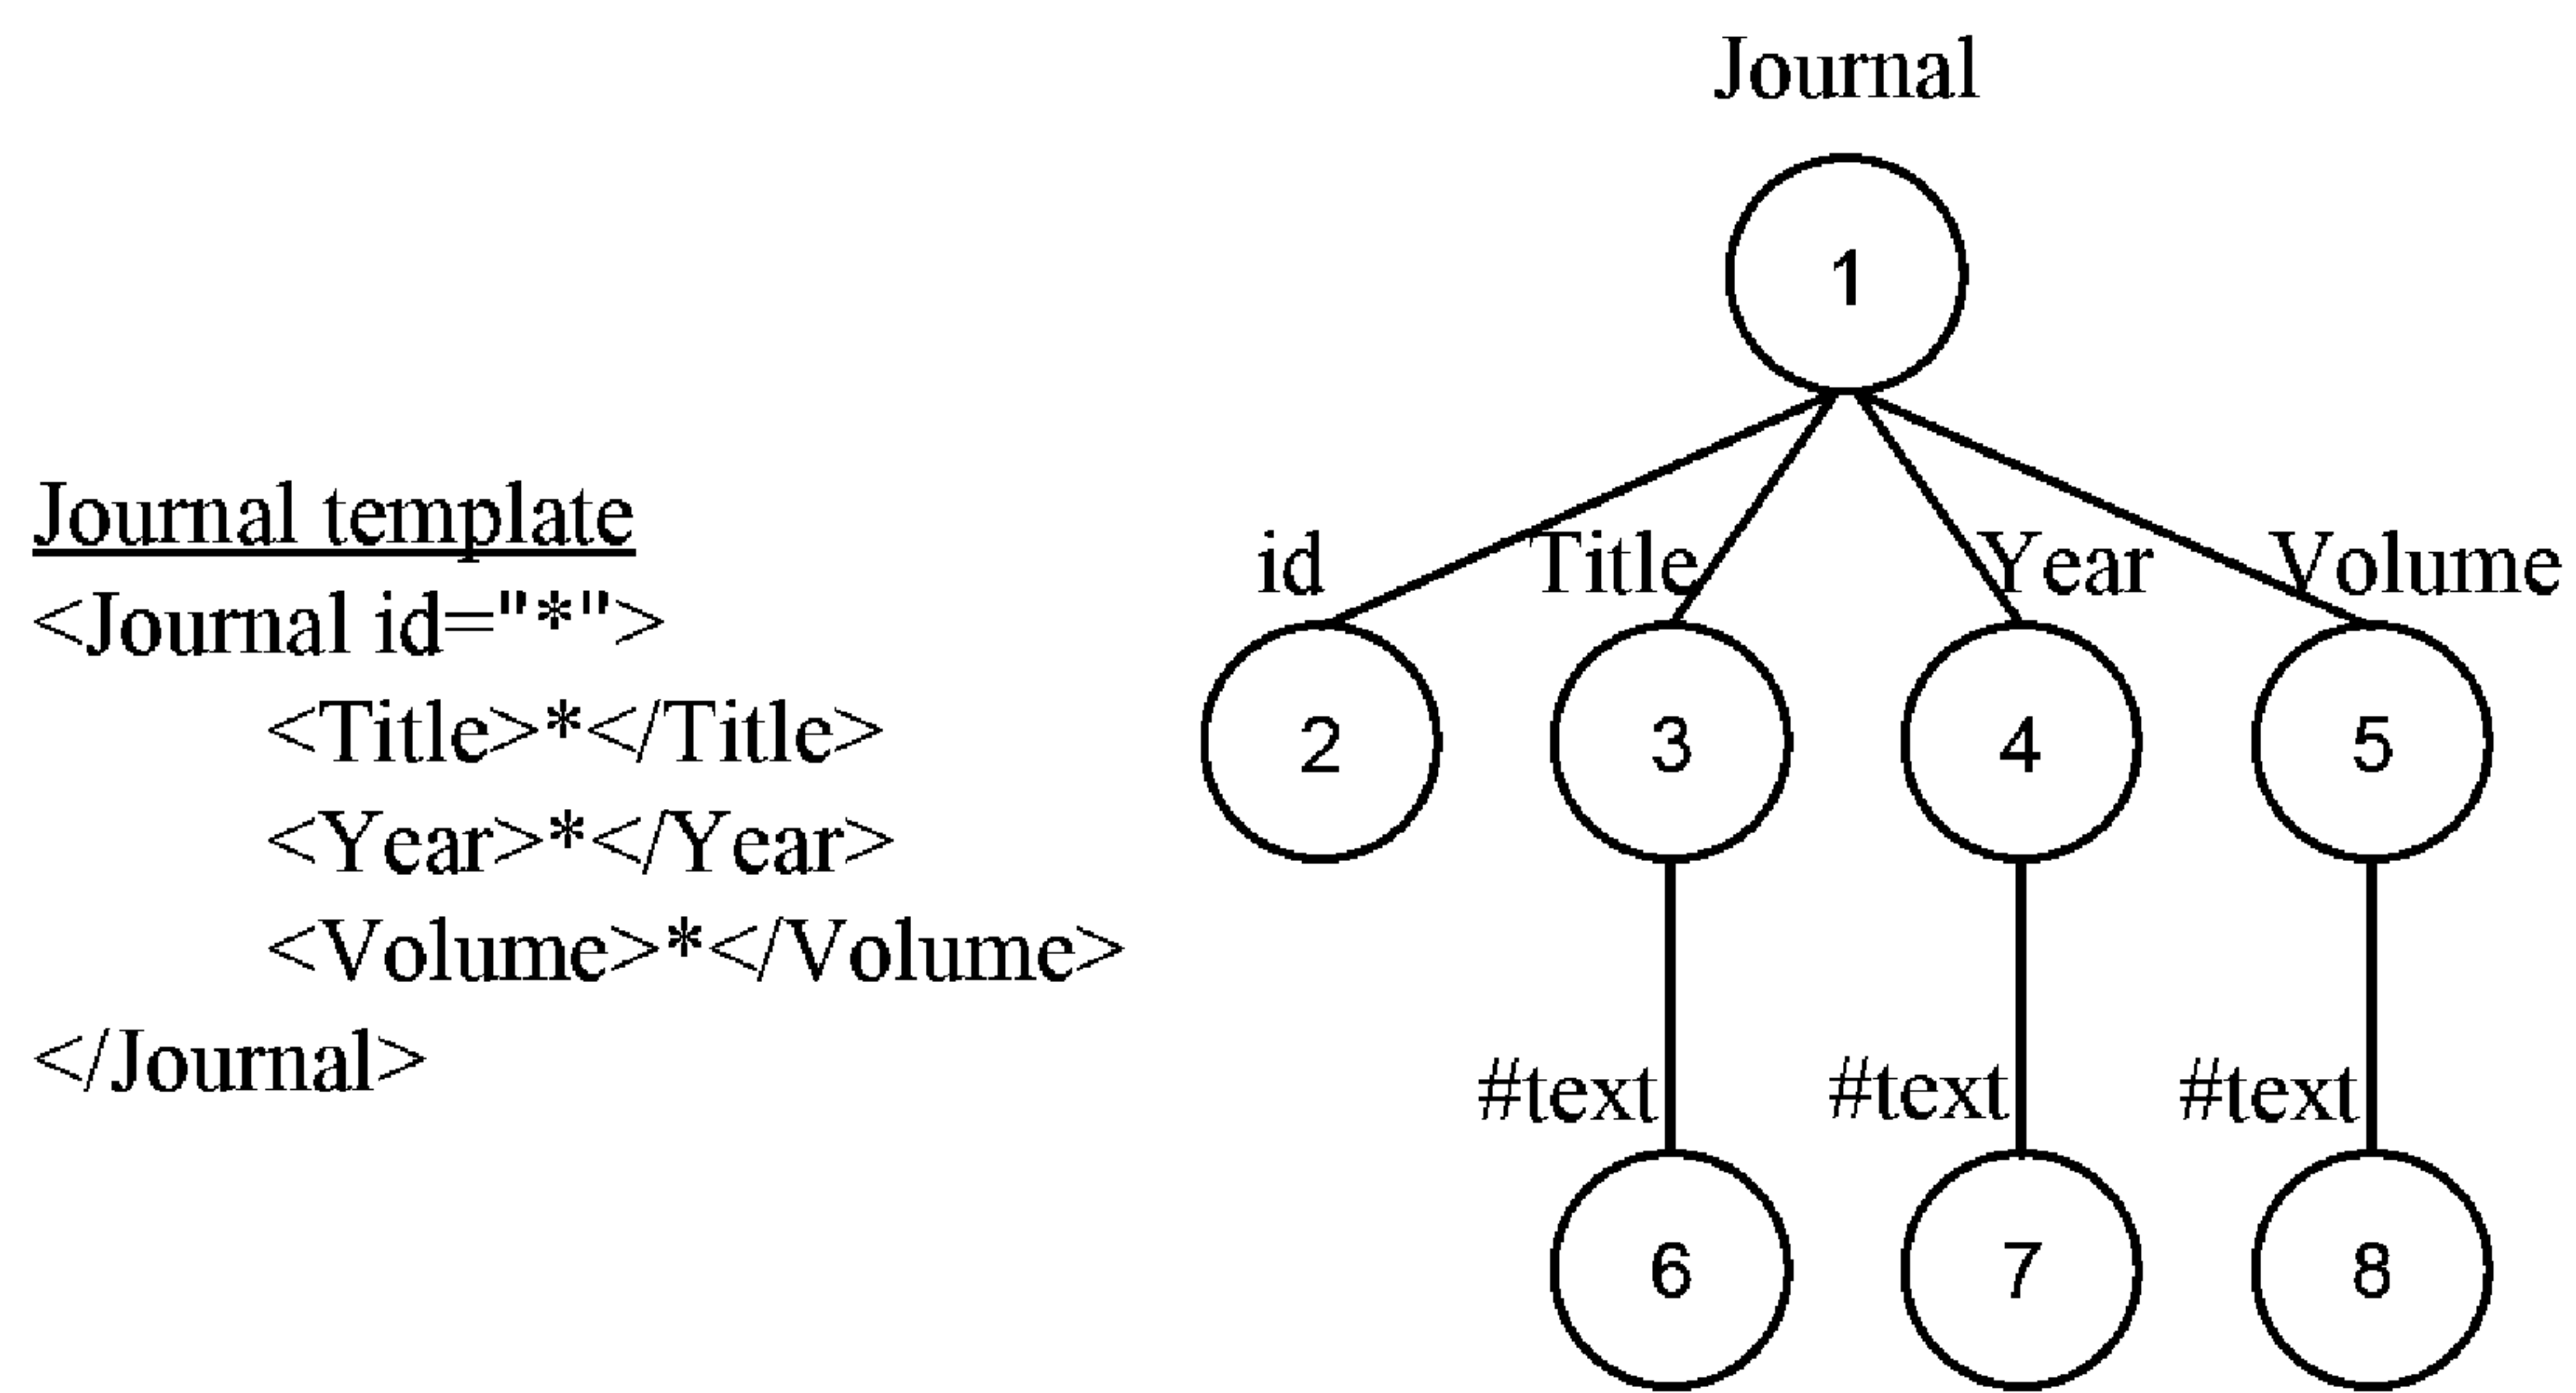 Journal template
<Journal id="*">
<Title>*</Title>
<Year>*</Year>
<Volume>*</Volume>
</Journal>
Journal
1
id Title Year Volume
2 3 4 5
#text #text #text
6 7 8